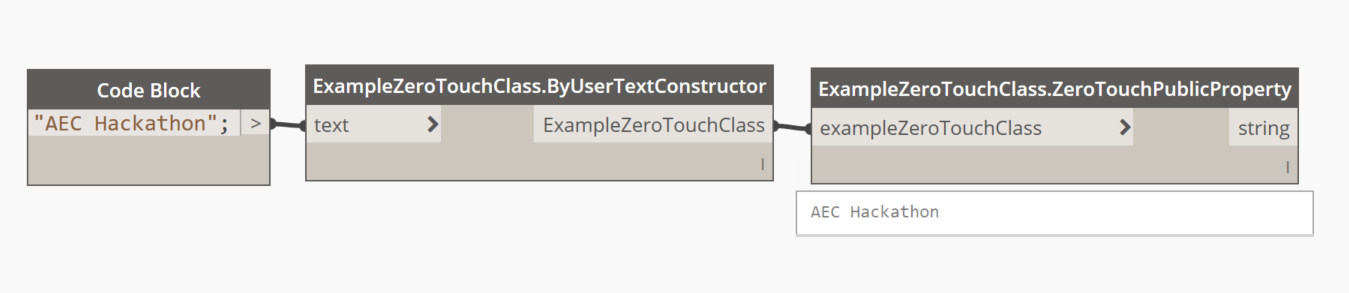 Code Block
"AEC Hackathon"; >
ExampleZeroTouchClass.ByUserTextConstructor
text > ExampleZeroTouchClass
l
ExampleZeroTouchClass.ZeroTouchPublicProperty
exampleZeroTouchClass > string
l
AEC Hackathon